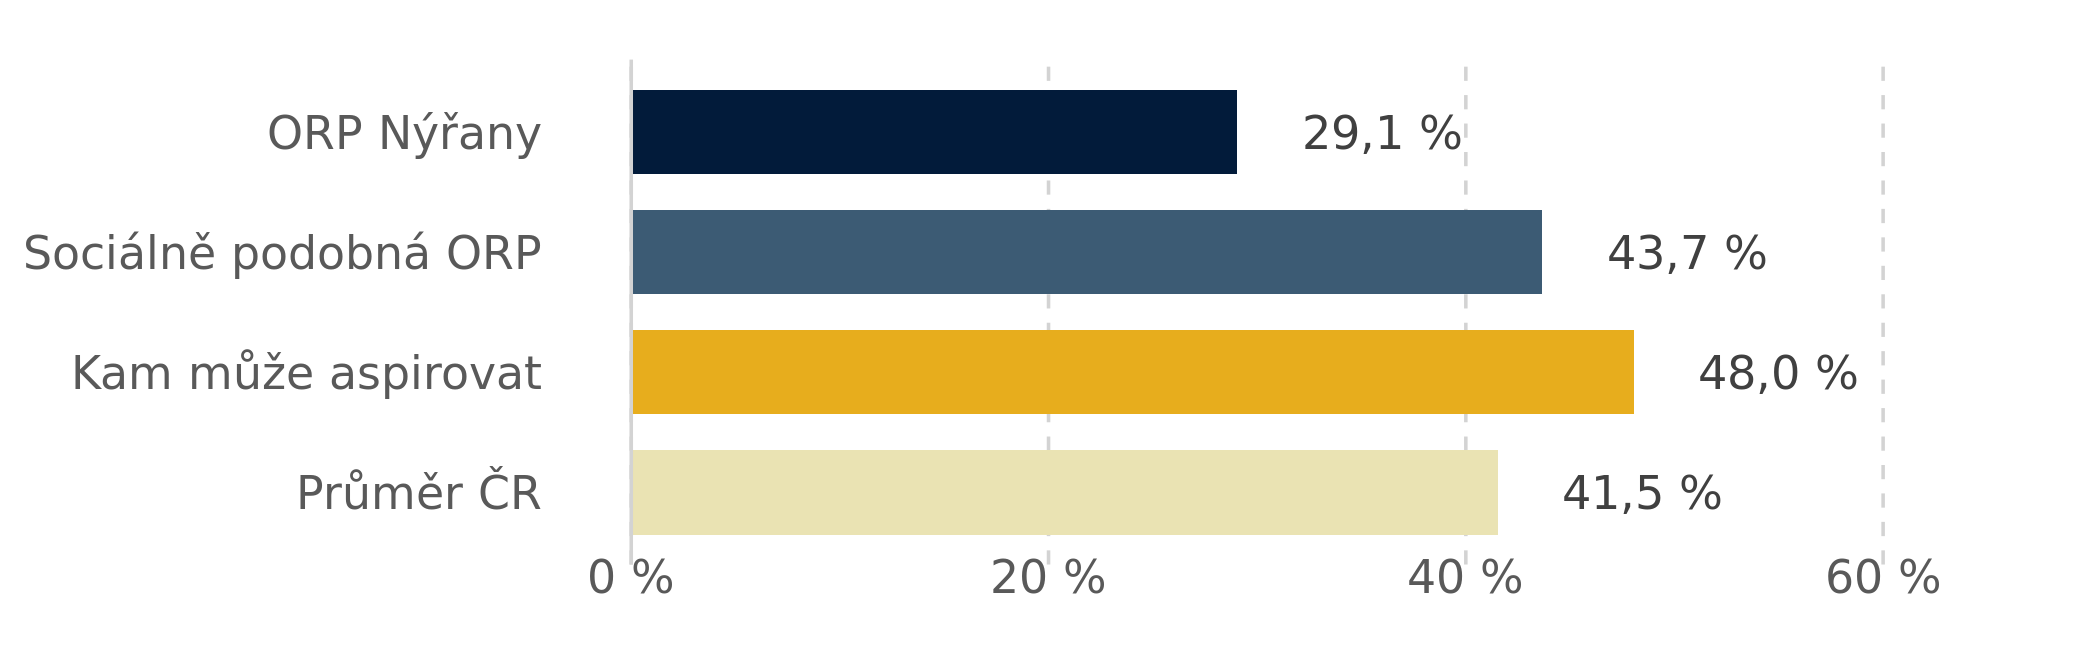 ORP Nýřany
29,1 %
Sociálně podobná ORP
43,7 %
Kam může aspirovat
48,0 %
Průměr ČR
41,5 %
0 % 20 % 40 % 60 %